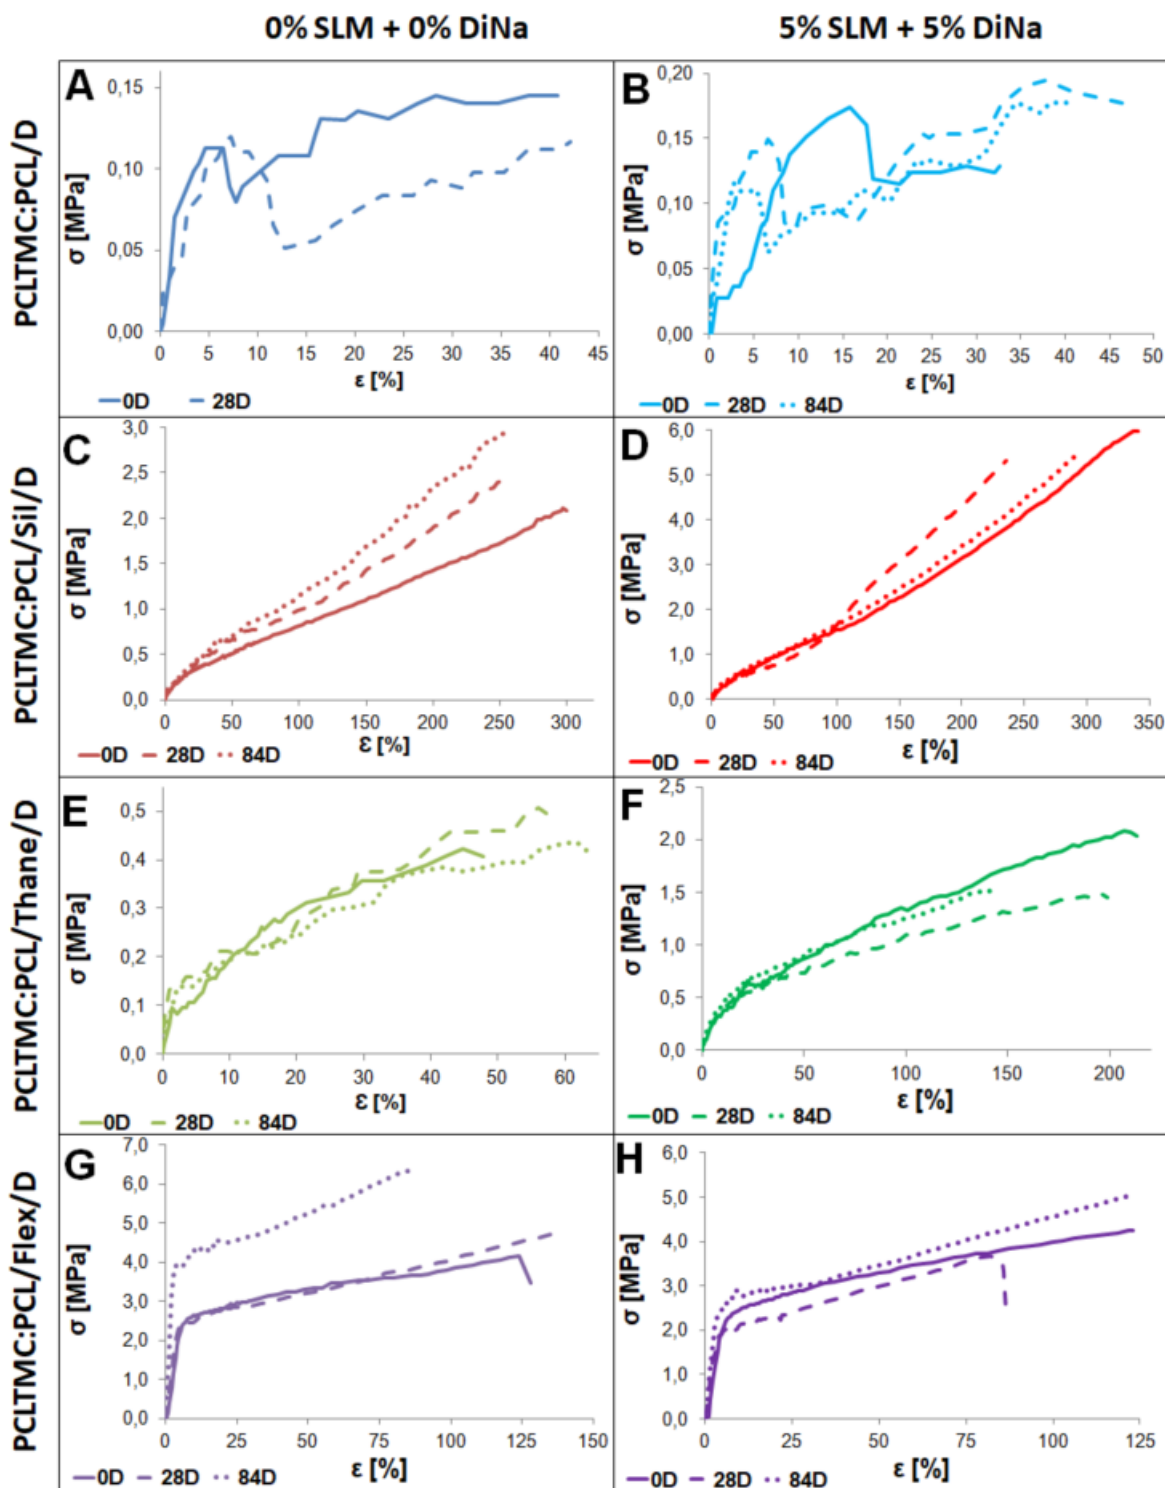 0% SLM + 0% DiNa
5% SLM + 5% DiNa
PCLTMC:PCL/D
A
σ [MPa]
0,15
0,10
0,05
0,00
0 5 10 15 20 25 30 35 40 45
ε [%]
0D 28D
B
σ [MPa]
0,20
0,15
0,10
0,05
0,00
0 5 10 15 20 25 30 35 40 45 50
ε [%]
0D 28D 84D
PCLTMC:PCL/Sil/D
C
σ [MPa]
3,0
2,5
2,0
1,5
1,0
0,5
0,0
0 50 100 150 200 250 300
Ɛ [%]
0D 28D 84D
D
σ [MPa]
6,0
5,0
4,0
3,0
2,0
1,0
0,0
0 50 100 150 200 250 300 350
ε [%]
0D 28D 84D
PCLTMC:PCL/Thane/D
E
σ [MPa]
0,5
0,4
0,3
0,2
0,1
0,0
0 10 20 30 40 50 60
Ɛ [%]
0D 28D 84D
F
σ [MPa]
2,5
2,0
1,5
1,0
0,5
0,0
0 50 100 150 200
ε [%]
0D 28D 84D
PCLTMC:PCL/Flex/D
G
σ [MPa]
7,0
6,0
5,0
4,0
3,0
2,0
1,0
0,0
0 25 50 75 100 125 150
ε [%]
0D 28D 84D
H
σ [MPa]
6,0
5,0
4,0
3,0
2,0
1,0
0,0
0 25 50 75 100 125
ε [%]
0D 28D 84D